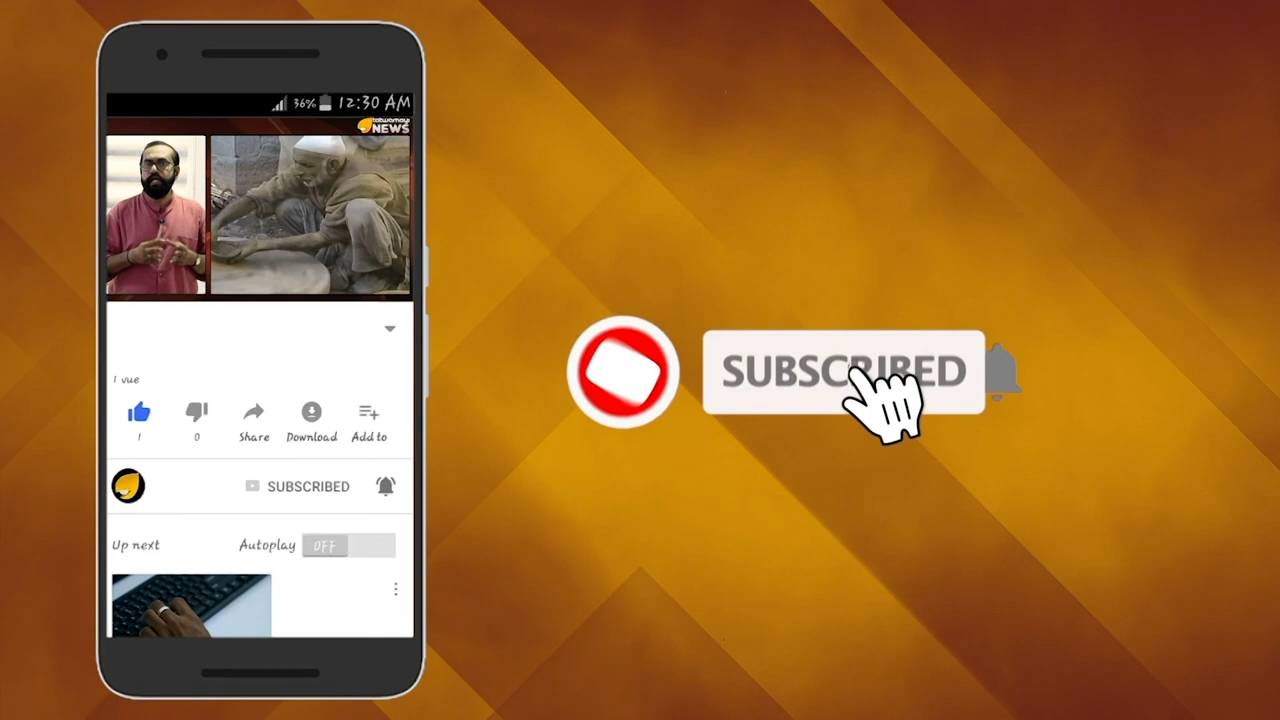 36% 12:30 AM
tatwamayi
NEWS
1 vue
1
0
Share
Download
Add to
SUBSCRIBED
Up next
Autoplay
OFF
SUBSCRIBED